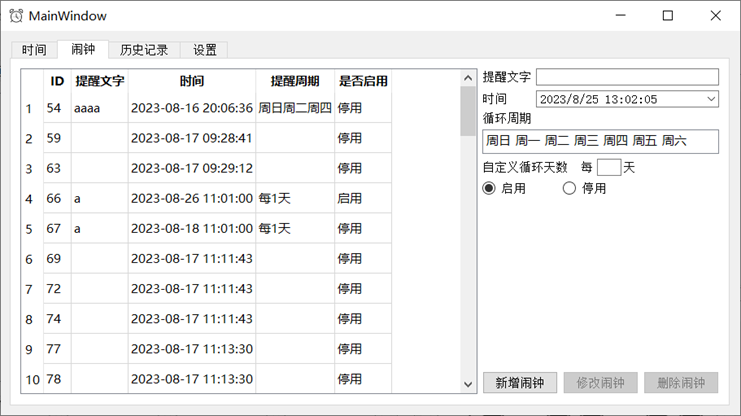 MainWindow
时间 闹钟 历史记录 设置
ID 提醒文字 时间 提醒周期 是否启用
1 54 aaaa 2023-08-16 20:06:36 周日周二周四 停用
2 59 2023-08-17 09:28:41 停用
3 63 2023-08-17 09:29:12 停用
4 66 a 2023-08-26 11:01:00 每1天 启用
5 67 a 2023-08-18 11:01:00 每1天 停用
6 69 2023-08-17 11:11:43 停用
7 72 2023-08-17 11:11:43 停用
8 74 2023-08-17 11:11:43 停用
9 77 2023-08-17 11:13:30 停用
10 78 2023-08-17 11:13:30 停用
提醒文字
时间 2023/8/25 13:02:05
循环周期
周日 周一 周二 周三 周四 周五 周六
自定义循环天数 每 天
启用 停用
新增闹钟 修改闹钟 删除闹钟